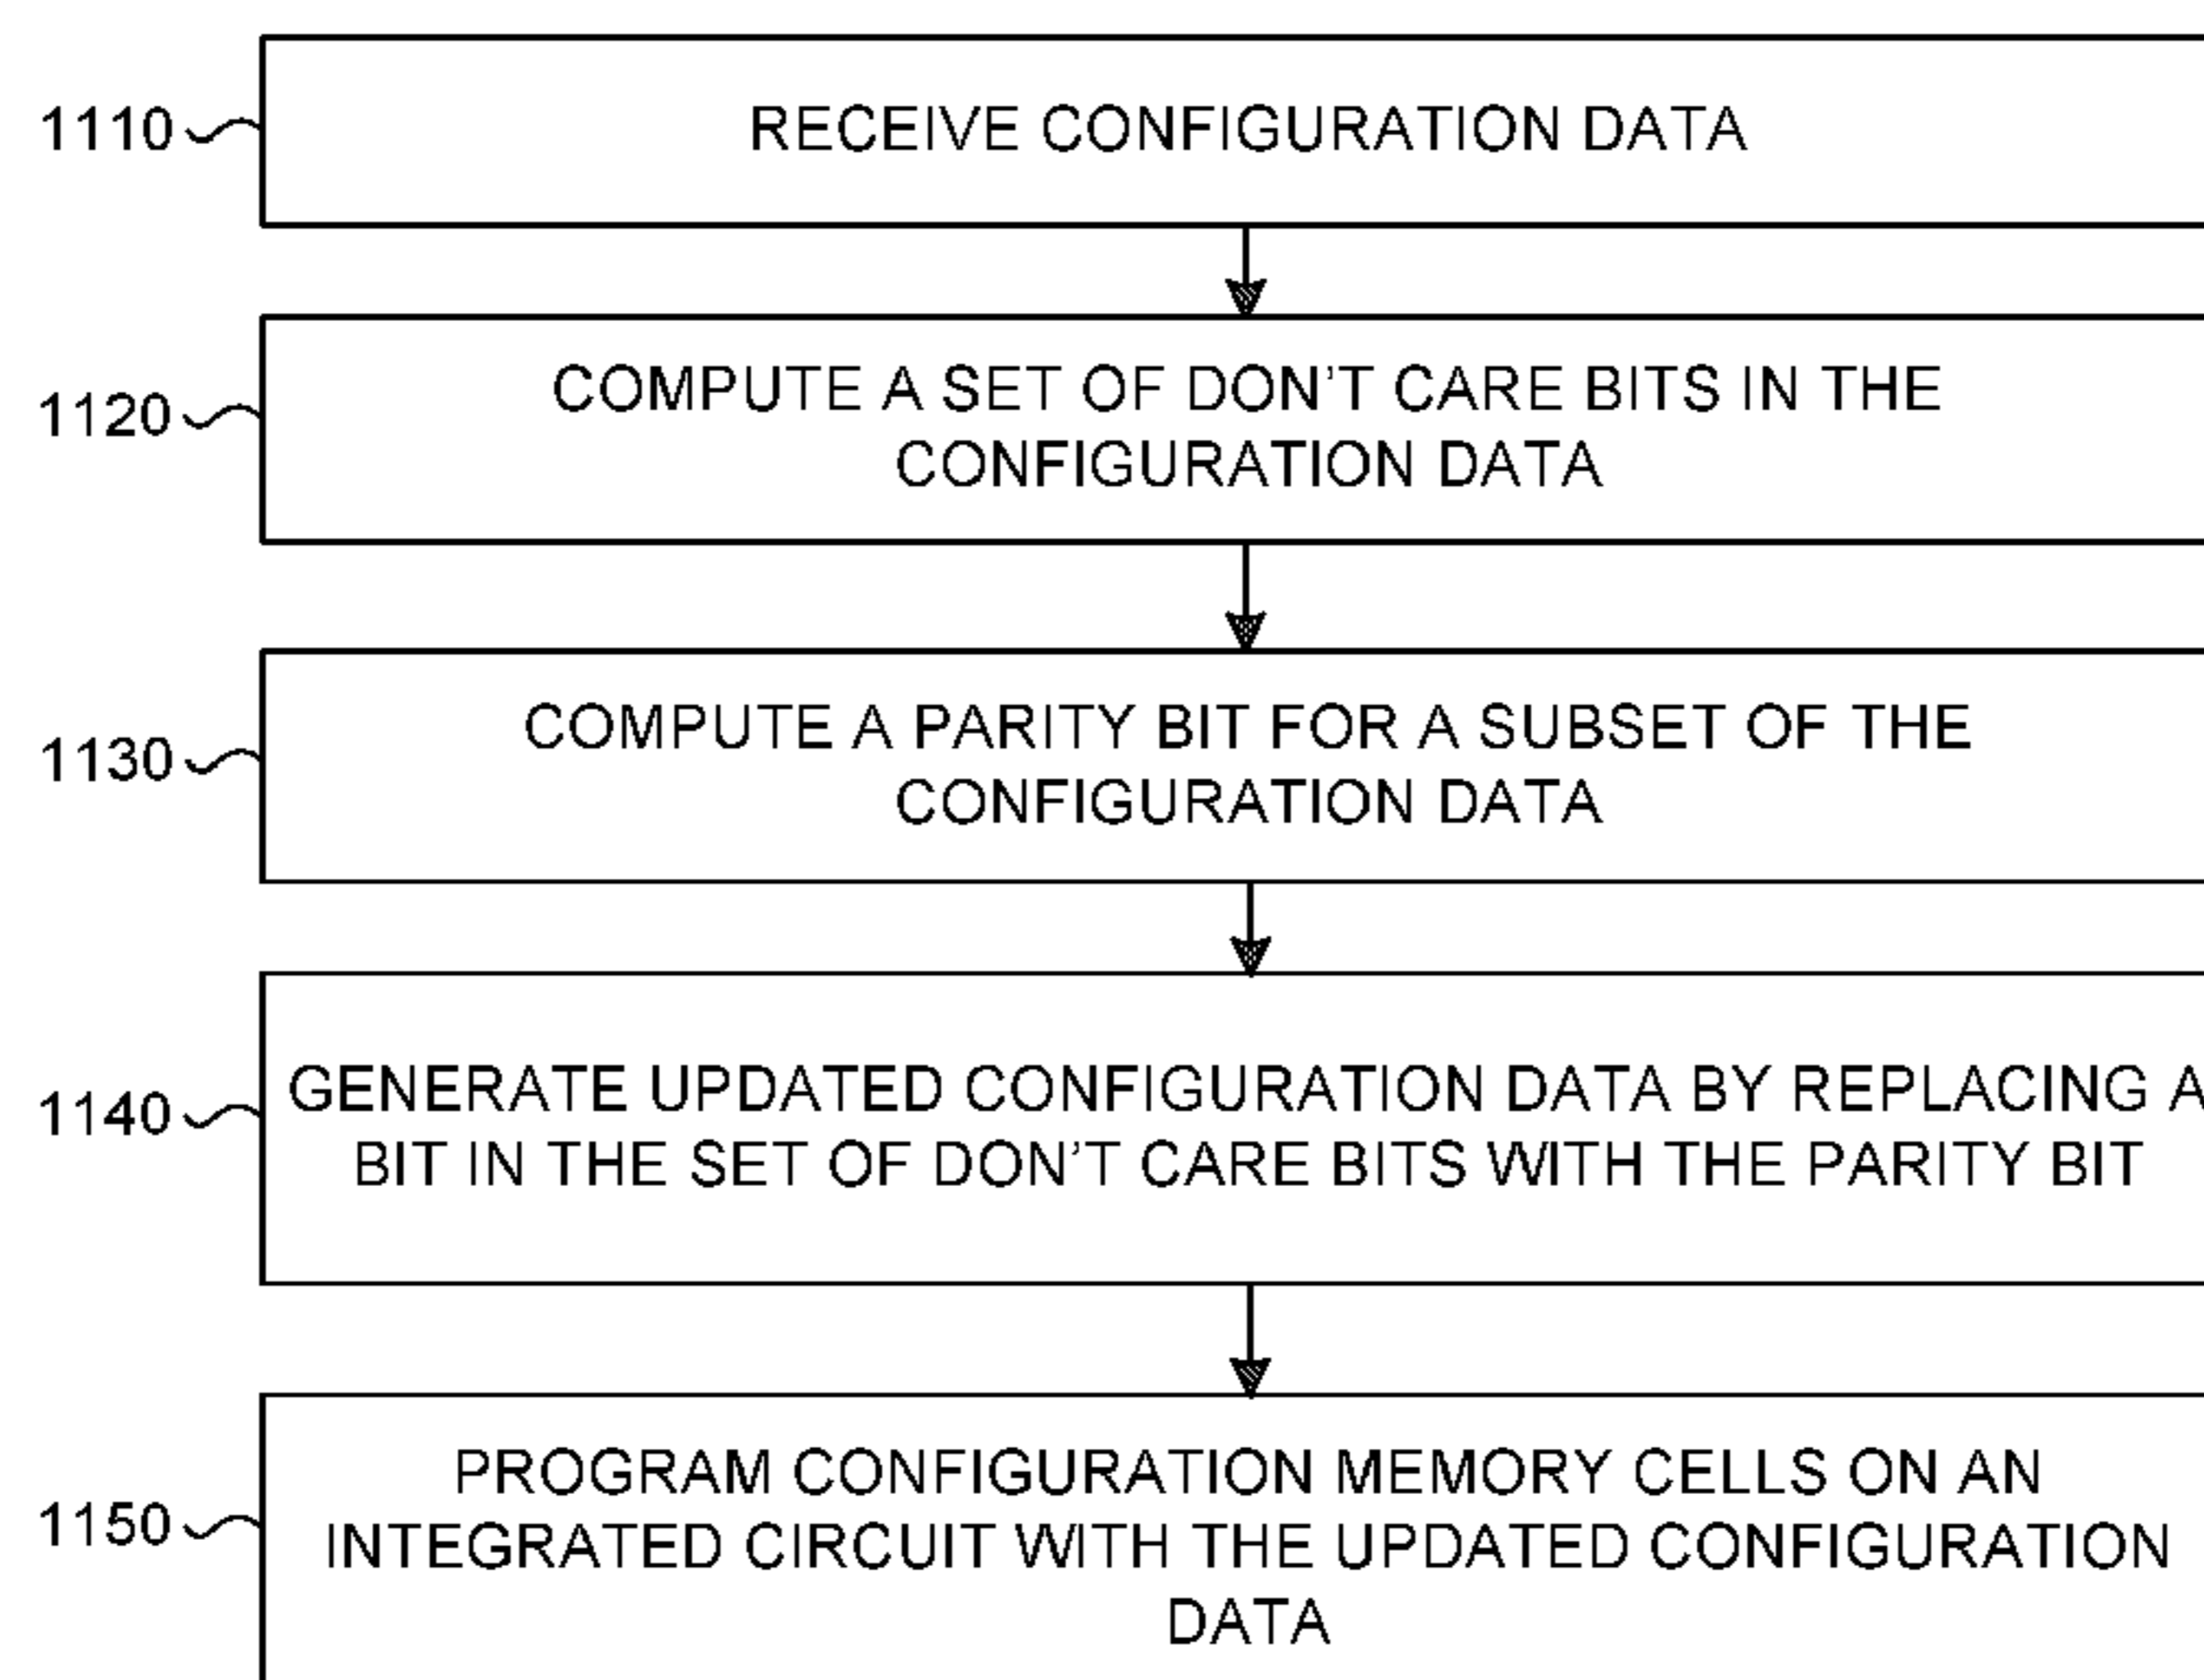 1110
RECEIVE CONFIGURATION DATA
1120
COMPUTE A SET OF DON'T CARE BITS IN THE
CONFIGURATION DATA
1130
COMPUTE A PARITY BIT FOR A SUBSET OF THE
CONFIGURATION DATA
1140
GENERATE UPDATED CONFIGURATION DATA BY REPLACING A
BIT IN THE SET OF DON'T CARE BITS WITH THE PARITY BIT
1150
PROGRAM CONFIGURATION MEMORY CELLS ON AN
INTEGRATED CIRCUIT WITH THE UPDATED CONFIGURATION
DATA